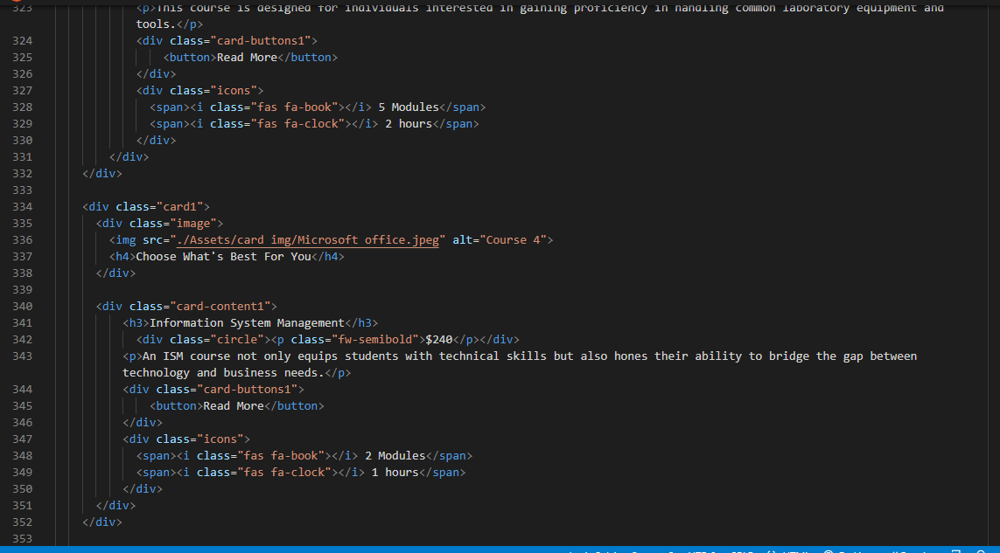 323 <p>This course is designed for individuals interested in gaining proficiency in handling common laboratory equipment and
tools.</p>
324 <div class="card-buttons1">
325 <button>Read More</button>
326 </div>
327 <div class="icons">
328 <span><i class="fas fa-book"></i> 5 Modules</span>
329 <span><i class="fas fa-clock"></i> 2 hours</span>
330 </div>
331 </div>
332 </div>
333
334 <div class="card1">
335 <div class="image">
336 <img src="./Assets/card img/Microsoft office.jpeg" alt="Course 4">
337 <h4>Choose What's Best For You</h4>
338 </div>
339
340 <div class="card-content1">
341 <h3>Information System Management</h3>
342 <div class="circle"><p class="fw-semibold">$240</p></div>
343 <p>An ISM course not only equips students with technical skills but also hones their ability to bridge the gap between
technology and business needs.</p>
344 <div class="card-buttons1">
345 <button>Read More</button>
346 </div>
347 <div class="icons">
348 <span><i class="fas fa-book"></i> 2 Modules</span>
349 <span><i class="fas fa-clock"></i> 1 hours</span>
350 </div>
351 </div>
352 </div>
353